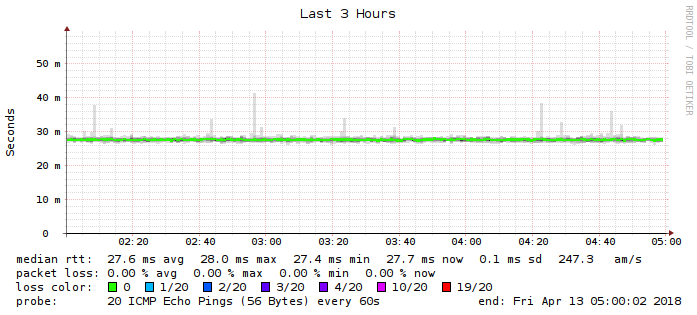 Last 3 Hours
RRDTOOL / TOBI OETIKER
Seconds
50 m
40 m
30 m
20 m
10 m
0
02:20 02:40 03:00 03:20 03:40 04:00 04:20 04:40 05:00
median rtt: 27.6 ms avg 28.0 ms max 27.4 ms min 27.7 ms now 0.1 ms sd 247.3 am/s
packet loss: 0.00 % avg 0.00 % max 0.00 % min 0.00 % now
loss color: 0 1/20 2/20 3/20 4/20 10/20 19/20
probe: 20 ICMP Echo Pings (56 Bytes) every 60s end: Fri Apr 13 05:00:02 2018